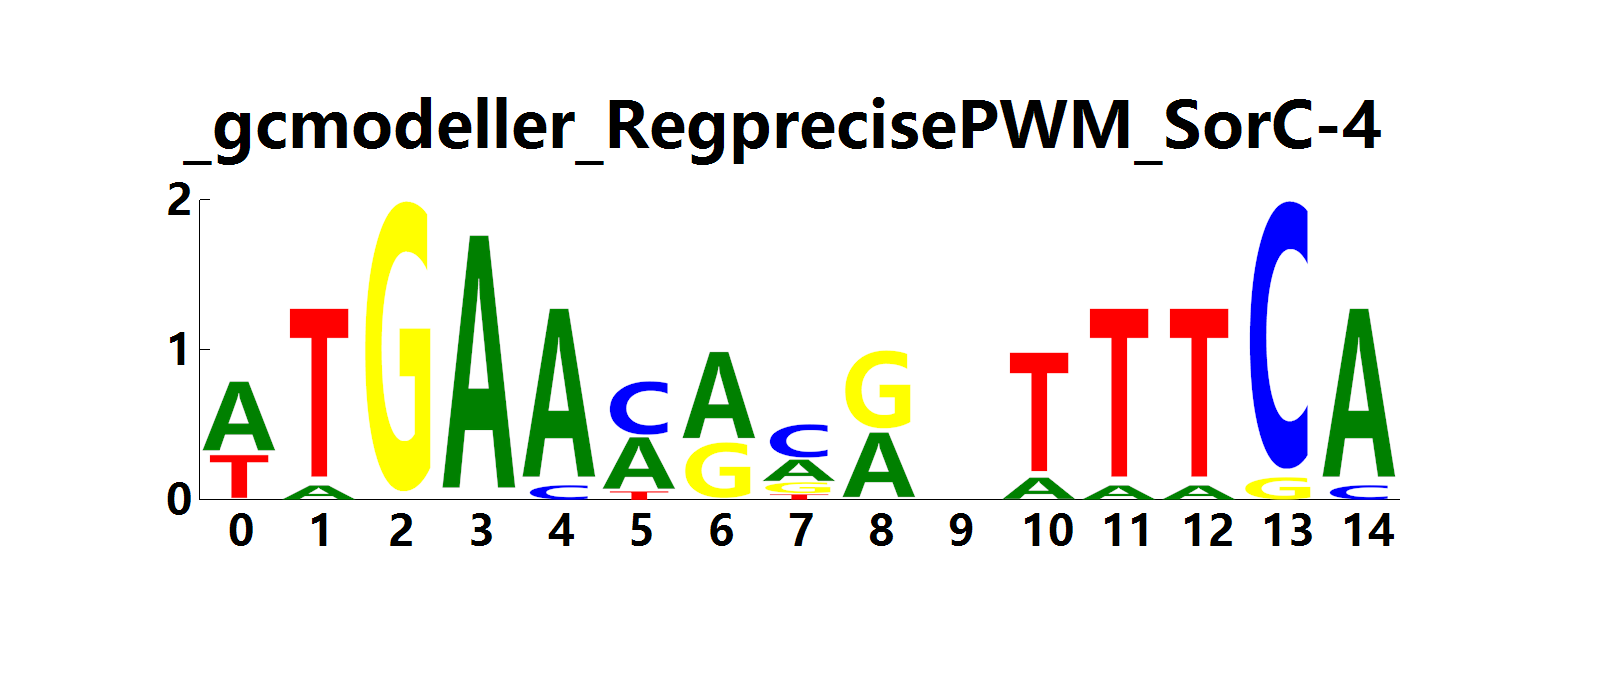 _gcmodeller_RegprecisePWM_SorC-4
2
1
0
A T G A A C A C G T T T C A
T A C A G A A A A A G C
T G
T
0 1 2 3 4 5 6 7 8 9 10 11 12 13 14